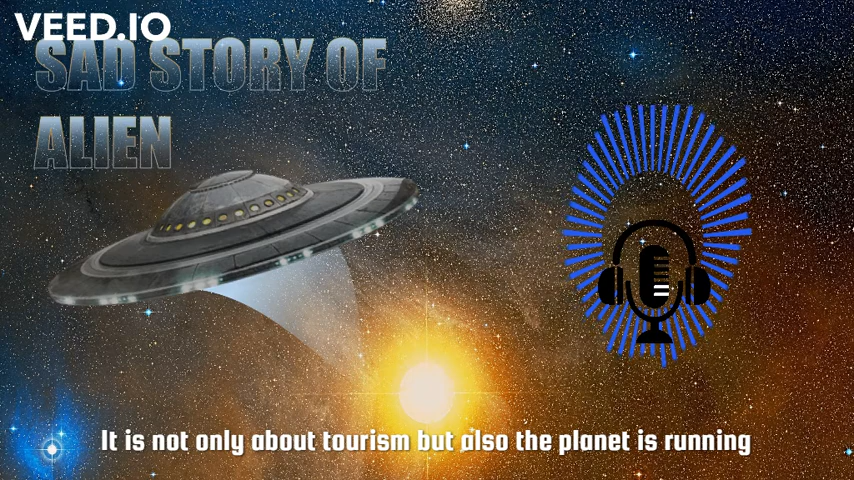 VEED.IO
SAD STORY OF
ALIEN
It is not only about tourism but also the planet is running